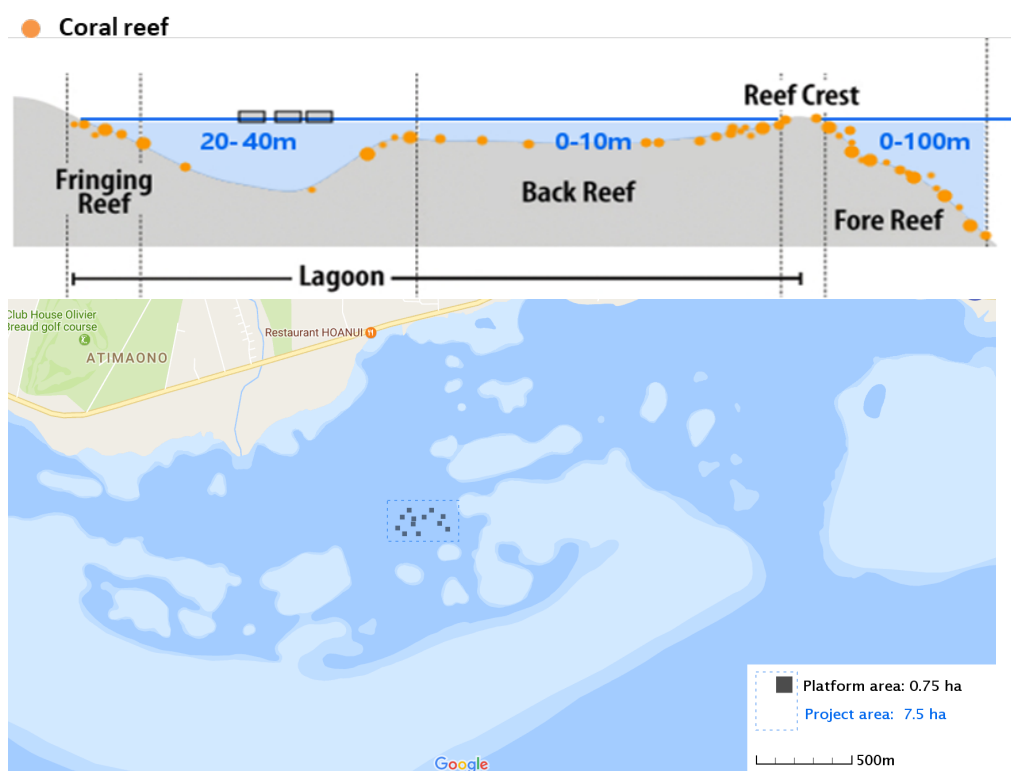 Coral reef
Reef Crest
20-40m
0-10m
0-100m
Fringing
Reef
Back Reef
Fore Reef
Lagoon
Club House Olivier
Breaud golf course
Restaurant HOANUI
ATIMAONO
Platform area: 0.75 ha
Project area: 7.5 ha
500m
Google